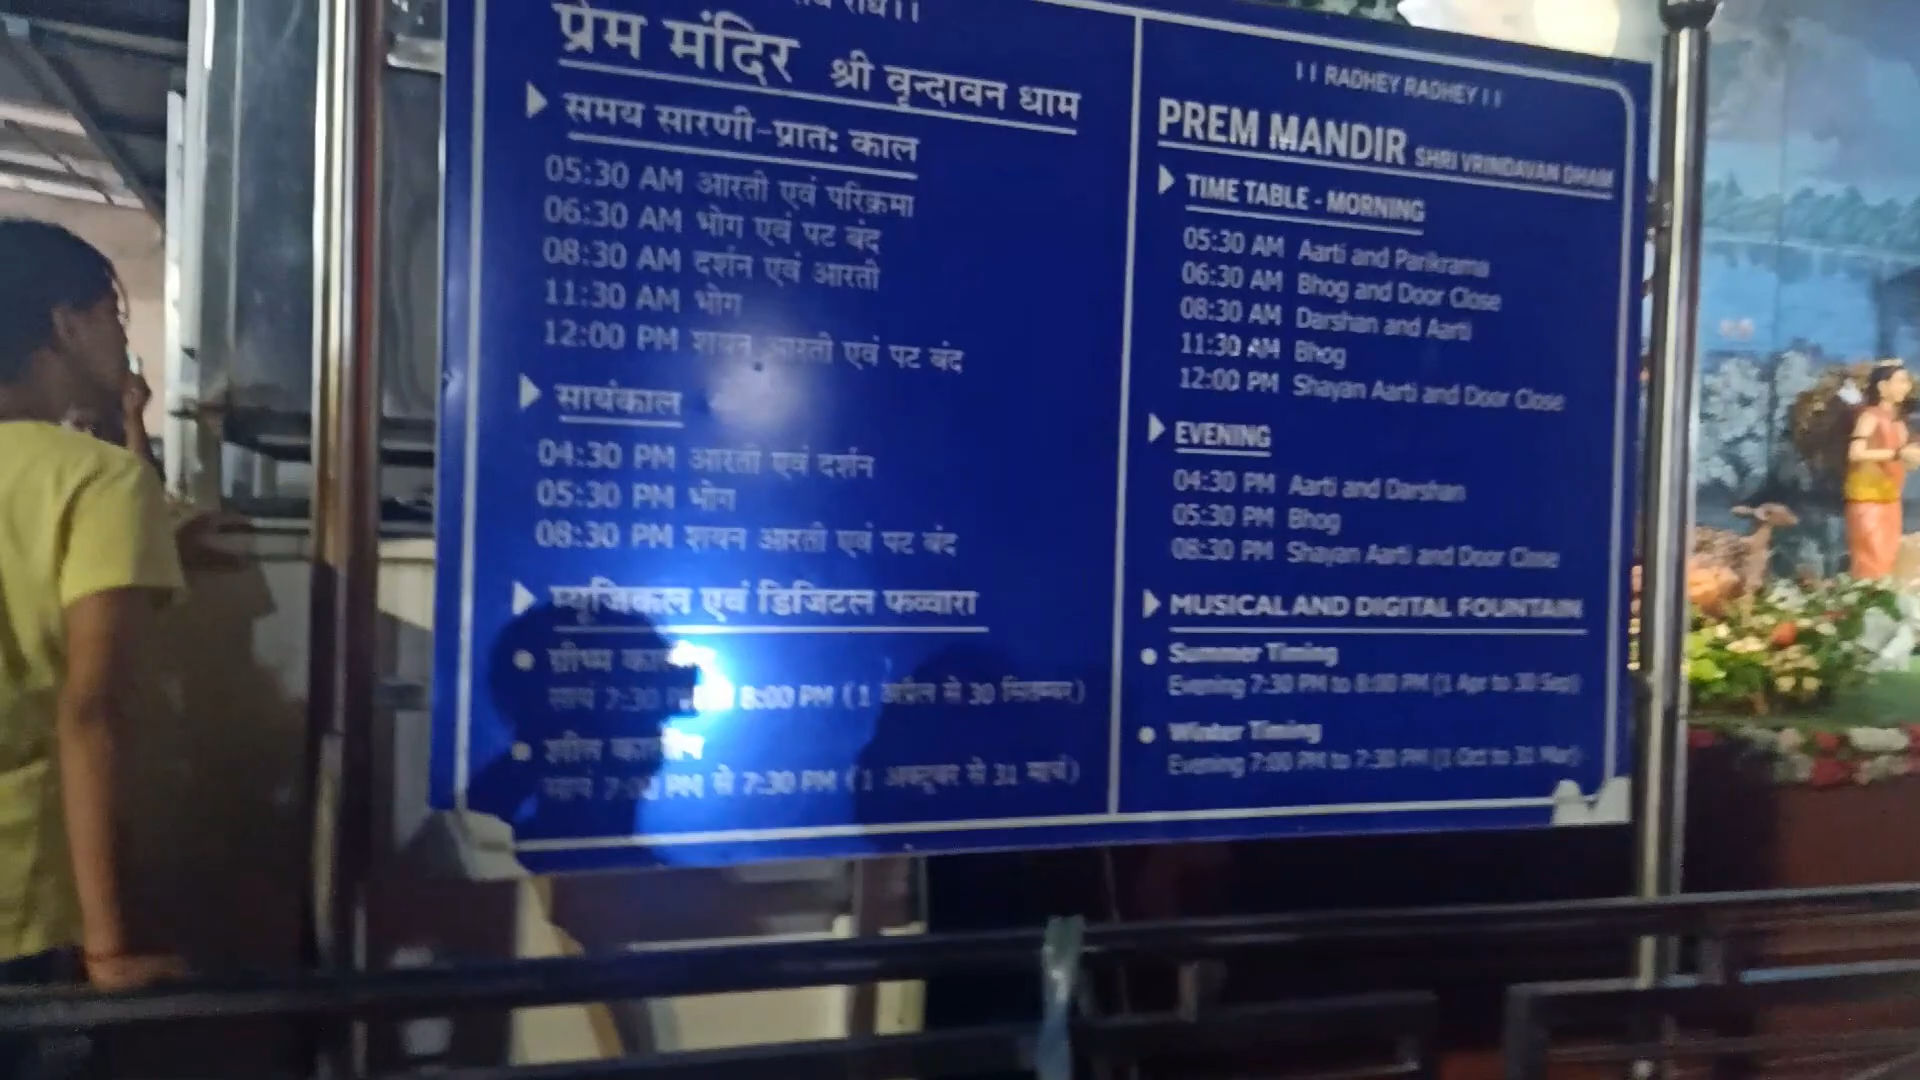 राधे।।
प्रेम मंदिर श्री वृन्दावन धाम
समय सारणी-प्रात: काल
05:30 AM आरती एवं परिक्रमा
06:30 AM भोग एवं पट बंद
08:30 AM दर्शन एवं आरती
11:30 AM भोग
12:00 PM शयन आरती एवं पट बंद
सायंकाल
04:30 PM आरती एवं दर्शन
05:30 PM भोग
08:30 PM शयन आरती एवं पट बंद
म्यूजिकल एवं डिजिटल फव्वारा
ग्रीष्म
सायं 7:30 8:00 PM (1 अप्रैल से 30 सितम्बर)
शीत
सायं 7:00 PM से 7:30 PM (1 अक्टूबर से 31 मार्च)
।। RADHEY RADHEY ।।
PREM MANDIR SHRI VRINDAVAN DHAM
TIME TABLE - MORNING
05:30 AM Aarti and Parikrama
06:30 AM Bhog and Door Close
08:30 AM Darshan and Aarti
11:30 AM Bhog
12:00 PM Shayan Aarti and Door Close
EVENING
04:30 PM Aarti and Darshan
05:30 PM Bhog
08:30 PM Shayan Aarti and Door Close
MUSICAL AND DIGITAL FOUNTAIN
Summer Timing
Evening 7:30 PM to 8:00 PM (1 Apr to 30 Sep)
Winter Timing
Evening 7:00 PM to 7:30 PM (1 Oct to 31 Mar)